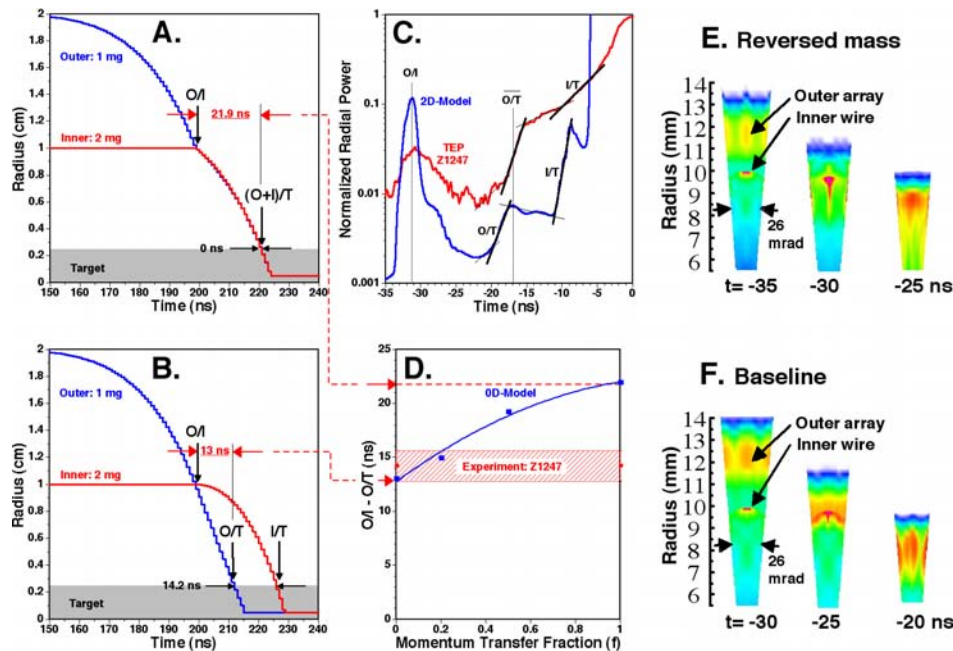 A.
2
1.8
1.6
1.4
1.2
1
0.8
0.6
0.4
0.2
0
Radius (cm)
Outer: 1 mg
O/I
21.9 ns
Inner: 2 mg
(O+I)/T
0 ns
Target
150 160 170 180 190 200 210 220 230 240
Time (ns)
B.
2
1.8
1.6
1.4
1.2
1
0.8
0.6
0.4
0.2
0
Radius (cm)
Outer: 1 mg
O/I
13 ns
Inner: 2 mg
O/T
I/T
14.2 ns
Target
150 160 170 180 190 200 210 220 230 240
Time (ns)
C.
1
0.1
0.01
0.001
Normalized Radial Power
O/I
2D-Model
O/T
I/T
TEP
Z1247
I/T
O/T
-35 -30 -25 -20 -15 -10 -5 0
Time (ns)
D.
25
20
15
10
5
0
O/I - O/T (ns)
0D-Model
Experiment: Z1247
0 0.2 0.4 0.6 0.8 1
Momentum Transfer Fraction (f)
E. Reversed mass
14
13
12
11
10
9
8
7
6
Radius (mm)
Outer array
Inner wire
26
mrad
t= -35 -30 -25 ns
F. Baseline
14
13
12
11
10
9
8
7
6
Radius (mm)
Outer array
Inner wire
26
mrad
t= -30 -25 -20 ns